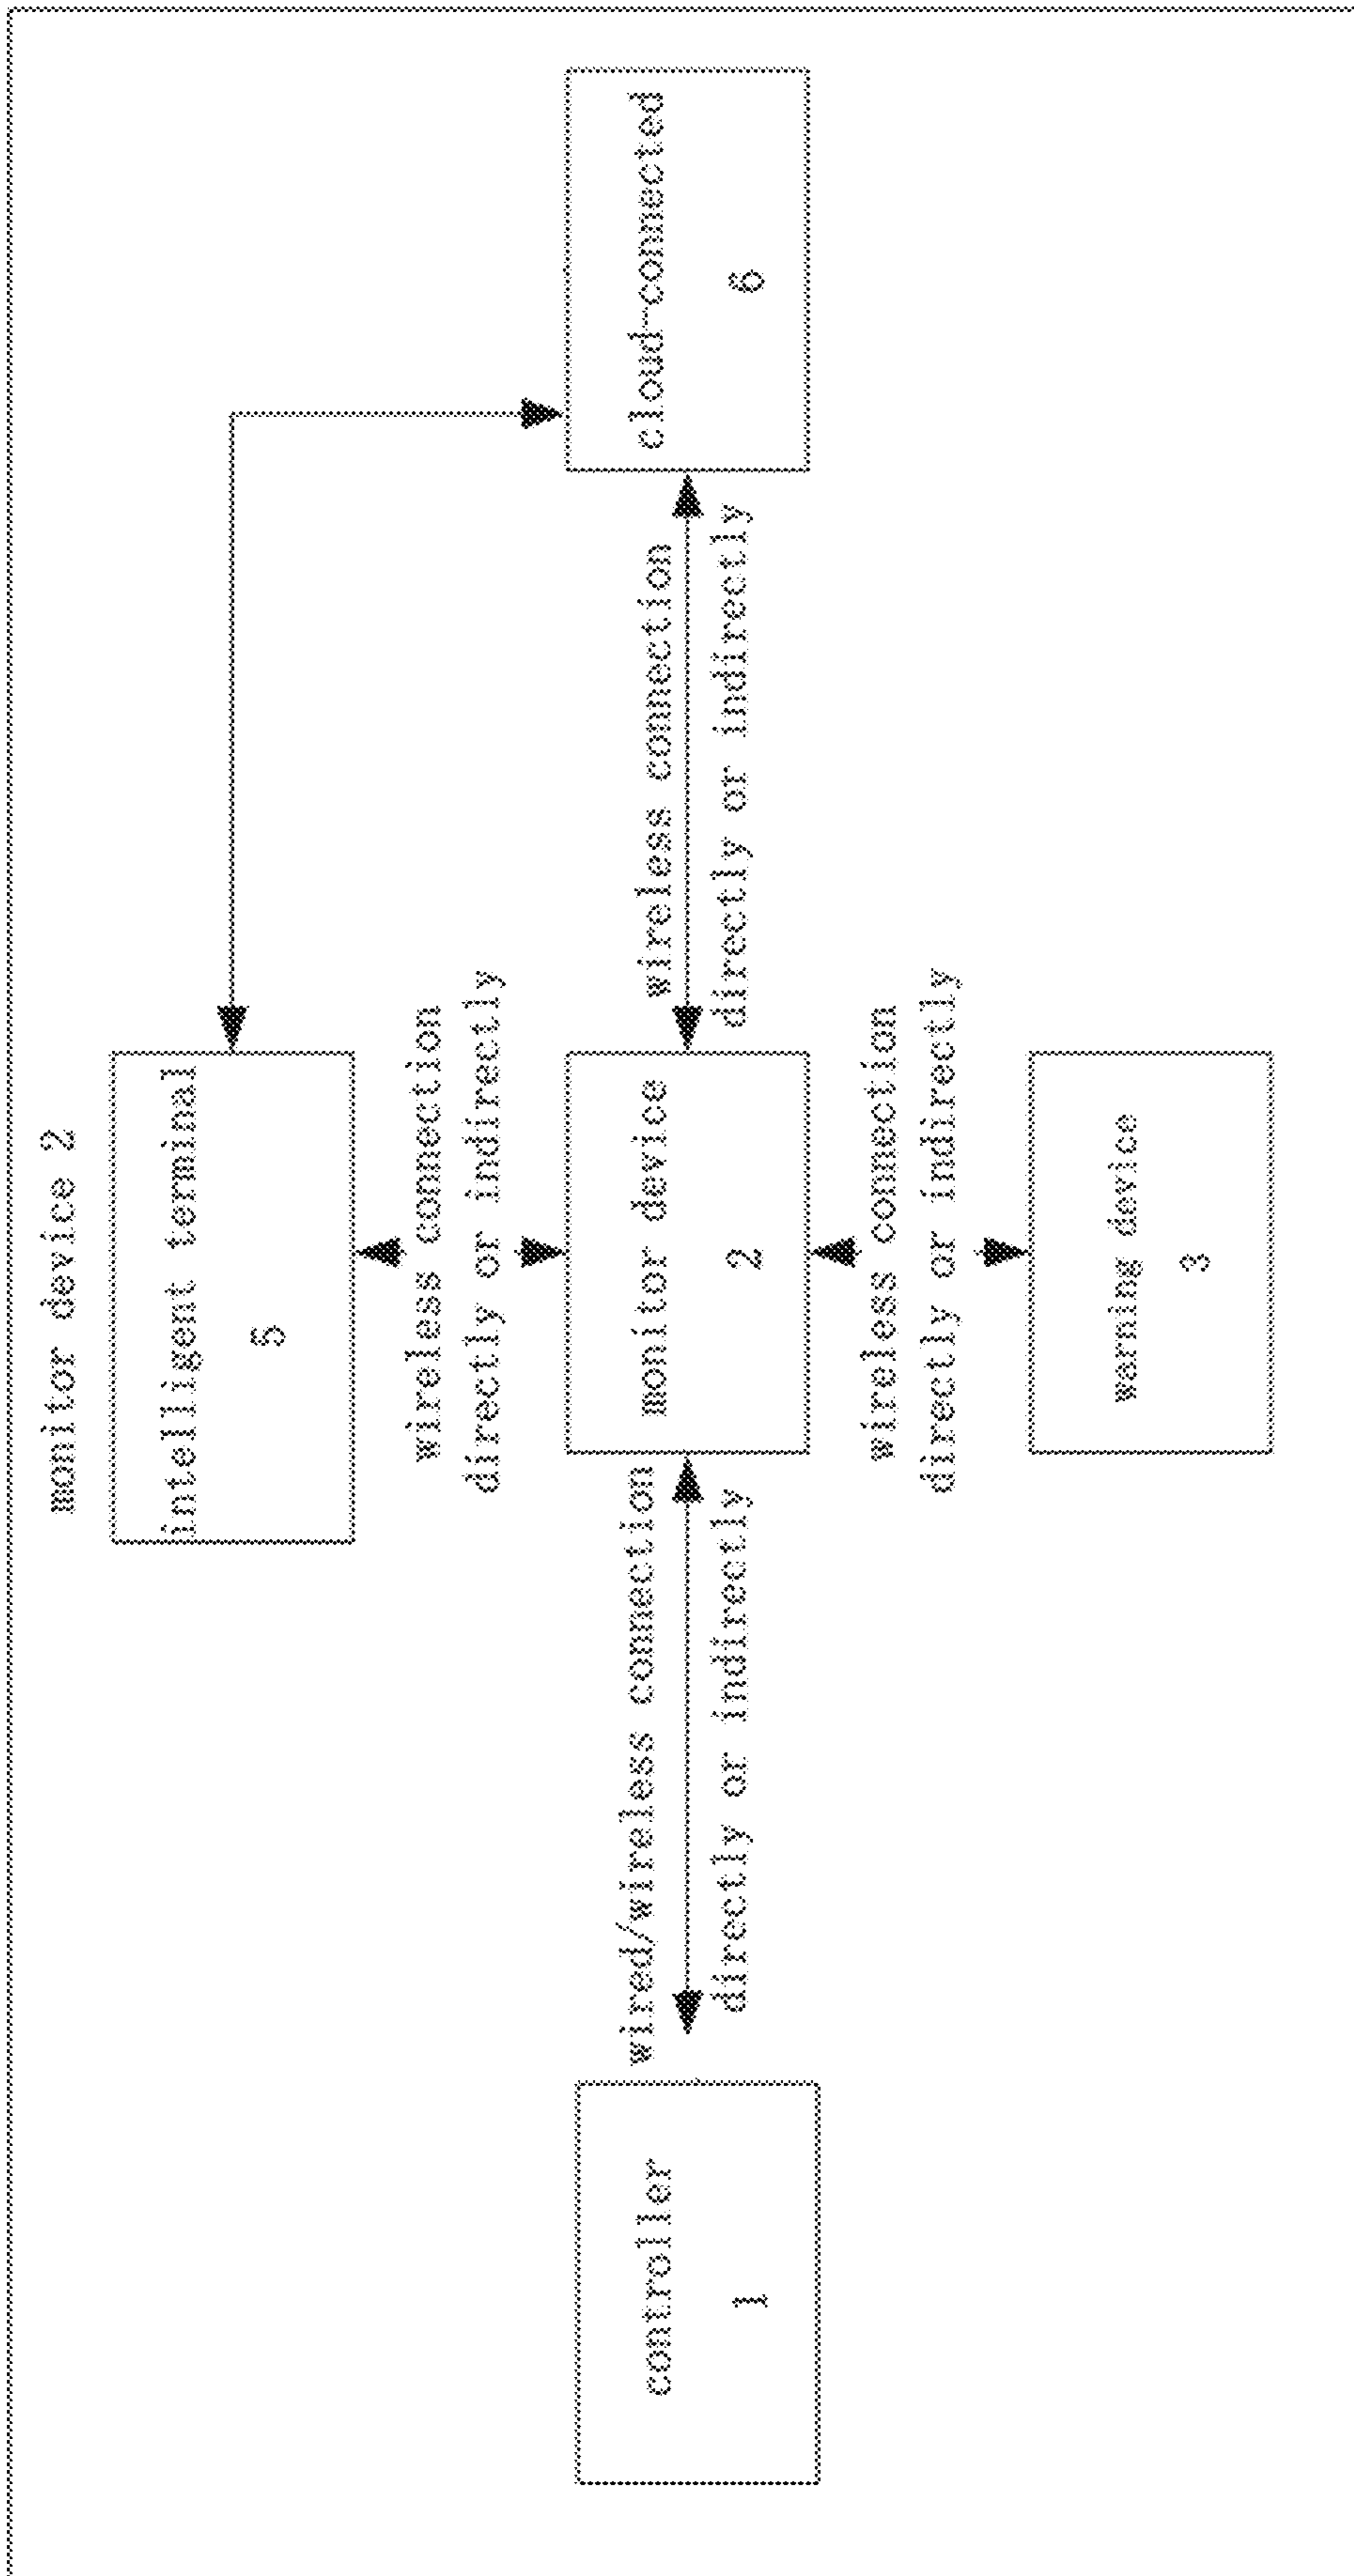 monitor device 2
intelligent terminal
5
wireless connection
directly or indirectly
controller
1
wired/wireless connection
directly or indirectly
monitor device
2
wireless connection
directly or indirectly
cloud-connected
6
wireless connection
directly or indirectly
warning device
3